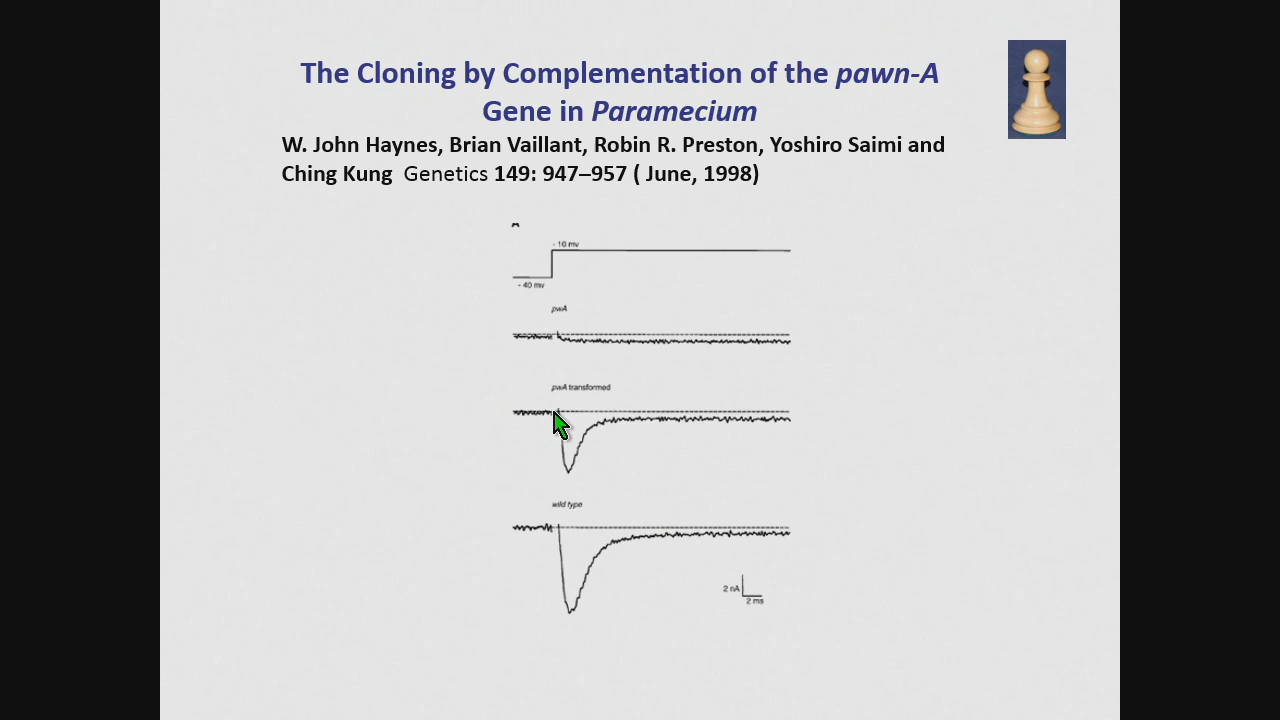 The Cloning by Complementation of the pawn-A
Gene in Paramecium
W. John Haynes, Brian Vaillant, Robin R. Preston, Yoshiro Saimi and
Ching Kung Genetics 149: 947–957 ( June, 1998)
A
- 10 mv
- 40 mv
pwA
pwA transformed
wild type
2 nA
2 ms